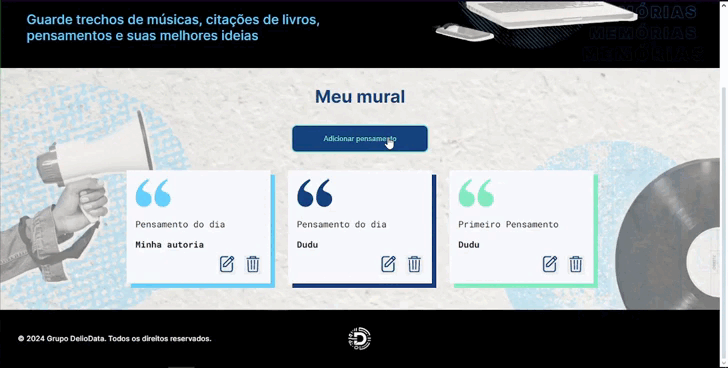 Guarde trechos de músicas, citações de livros,
pensamentos e suas melhores ideias
MEMÓRIAS
MEMÓRIAS
Meu mural
Adicionar pensamento
Pensamento do dia
Minha autoria
Pensamento do dia
Dudu
Primeiro Pensamento
Dudu
© 2024 Grupo DelioData. Todos os direitos reservados.